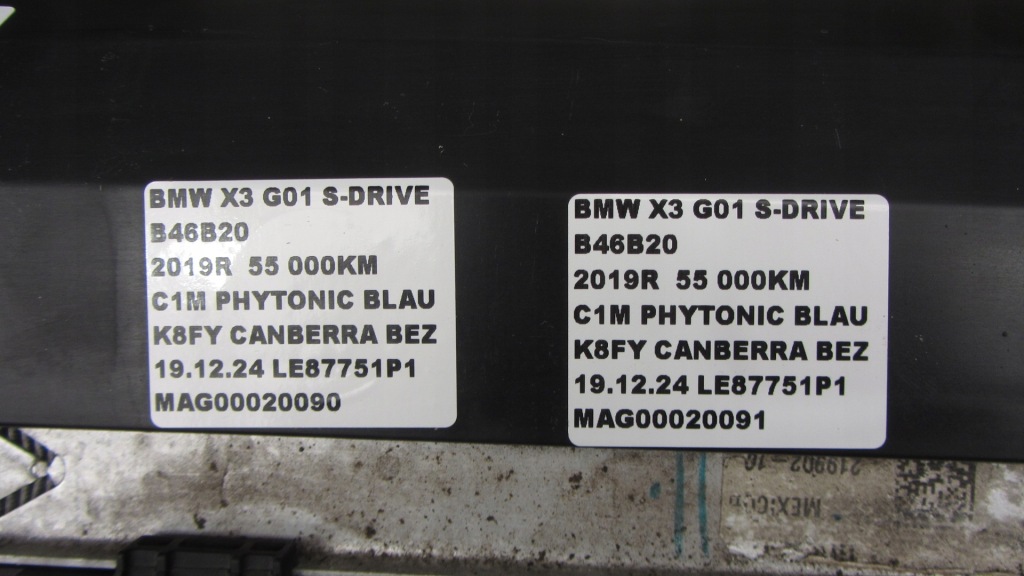 BMW X3 G01 S-DRIVE
B46B20
2019R 55 000KM
C1M PHYTONIC BLAU
K8FY CANBERRA BEZ
19.12.24 LE87751P1
MAG00020090
BMW X3 G01 S-DRIVE
B46B20
2019R 55 000KM
C1M PHYTONIC BLAU
K8FY CANBERRA BEZ
19.12.24 LE87751P1
MAG00020091